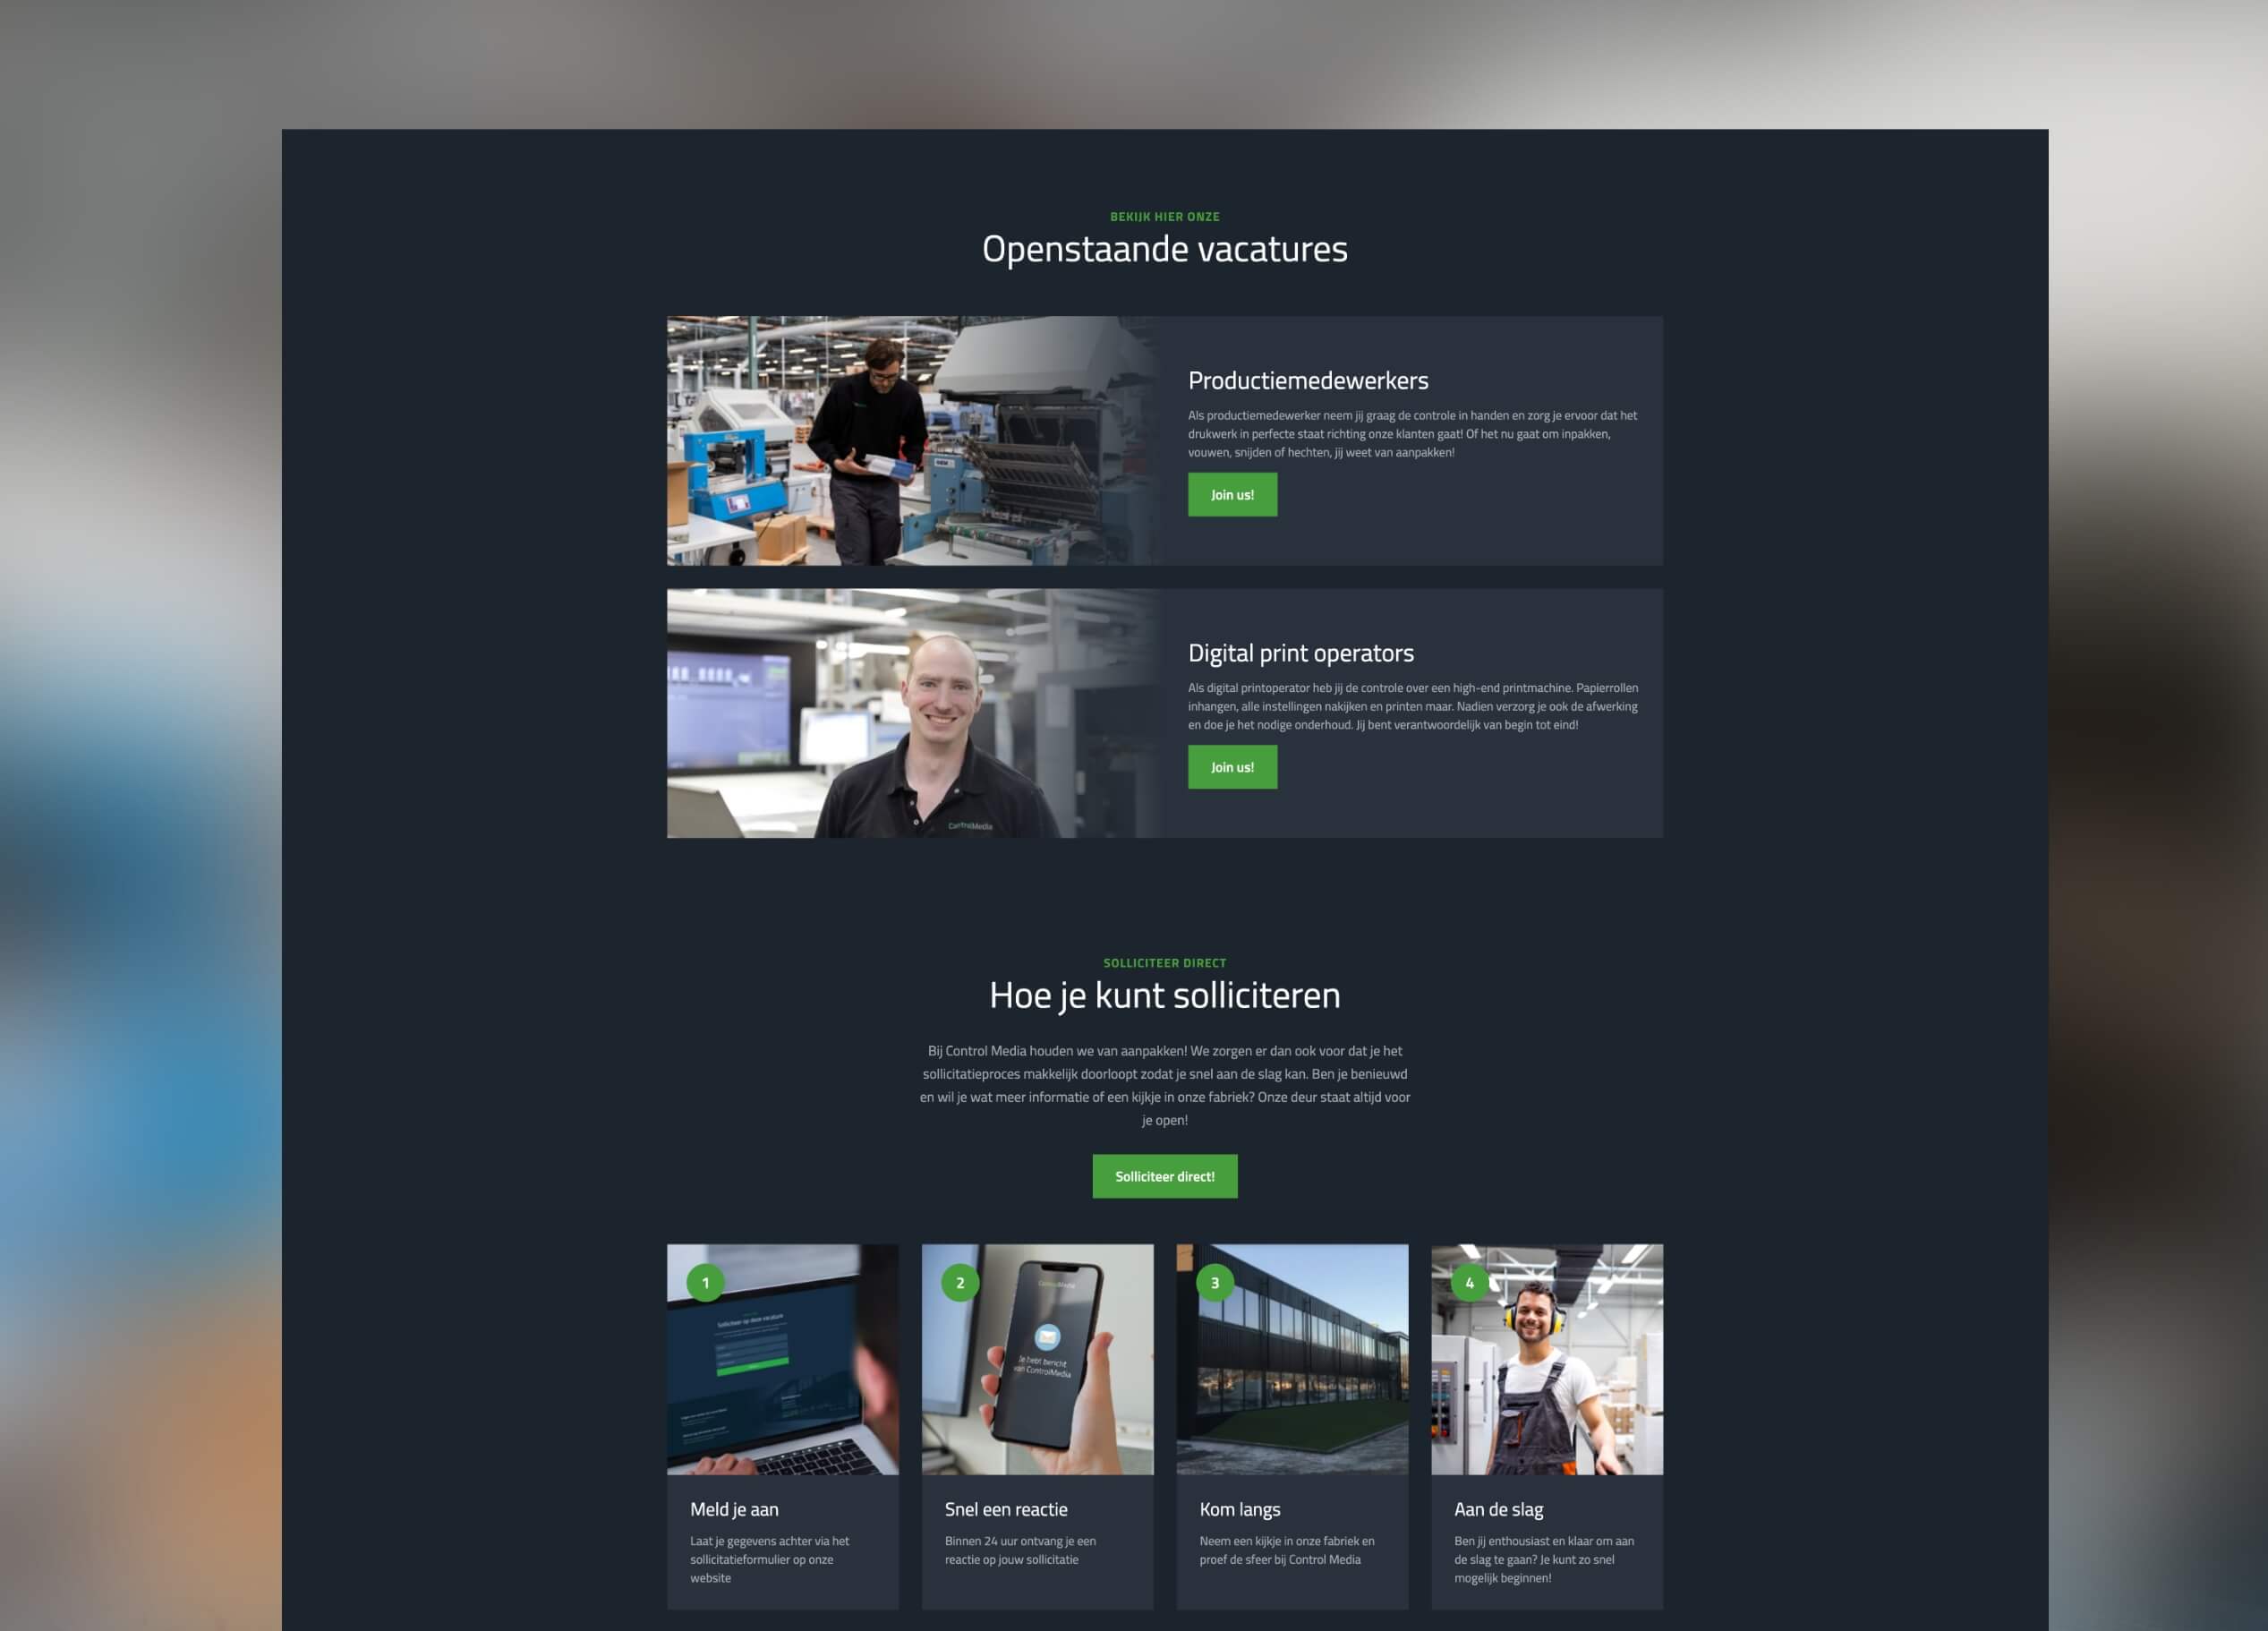 BEKIJK HIER ONZE
Openstaande vacatures
Productiemedewerkers
Als productiemedewerker neem jij graag de controle in handen en zorg je ervoor dat het
drukwerk in perfecte staat richting onze klanten gaat! Of het nu gaat om inpakken,
vouwen, snijden of hechten, jij weet van aanpakken!
Join us!
Digital print operators
Als digital printoperator heb jij de controle over een high-end printmachine. Papierrollen
inhangen, alle instellingen nakijken en printen maar. Nadien verzorg je ook de afwerking
en doe je het nodige onderhoud. Jij bent verantwoordelijk van begin tot eind!
Join us!
ControlMedia
SOLLICITEER DIRECT
Hoe je kunt solliciteren
Bij Control Media houden we van aanpakken! We zorgen er dan ook voor dat je het
sollicitatieproces makkelijk doorloopt zodat je snel aan de slag kan. Ben je benieuwd
en wil je wat meer informatie of een kijkje in onze fabriek? Onze deur staat altijd voor
je open!
Solliciteer direct!
1
Solliciteer op deze vacature
Meld je aan
Laat je gegevens achter via het
sollicitatieformulier op onze
website
2
ControlMedia
Je hebt bericht
van ControlMedia
Snel een reactie
Binnen 24 uur ontvang je een
reactie op jouw sollicitatie
3
Kom langs
Neem een kijkje in onze fabriek en
proef de sfeer bij Control Media
4
Aan de slag
Ben jij enthousiast en klaar om aan
de slag te gaan? Je kunt zo snel
mogelijk beginnen!